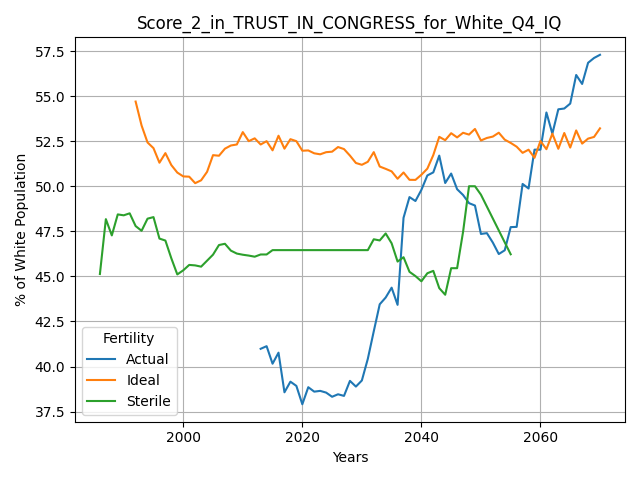 Score_2_in_TRUST_IN_CONGRESS_for_White_Q4_IQ
57.5
55.0
52.5
50.0
47.5
45.0
42.5
40.0
37.5
% of White Population
Fertility
Actual
Ideal
Sterile
2000
2020
2040
2060
Years